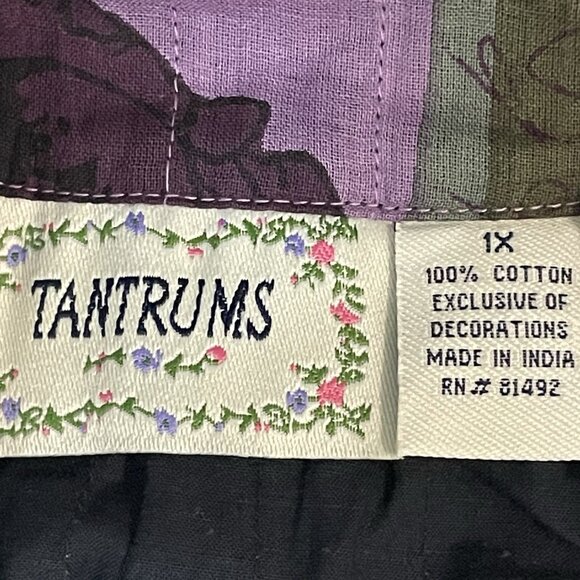 TANTRUMS
1X
100% COTTON
EXCLUSIVE OF
DECORATIONS
MADE IN INDIA
RN# 81492